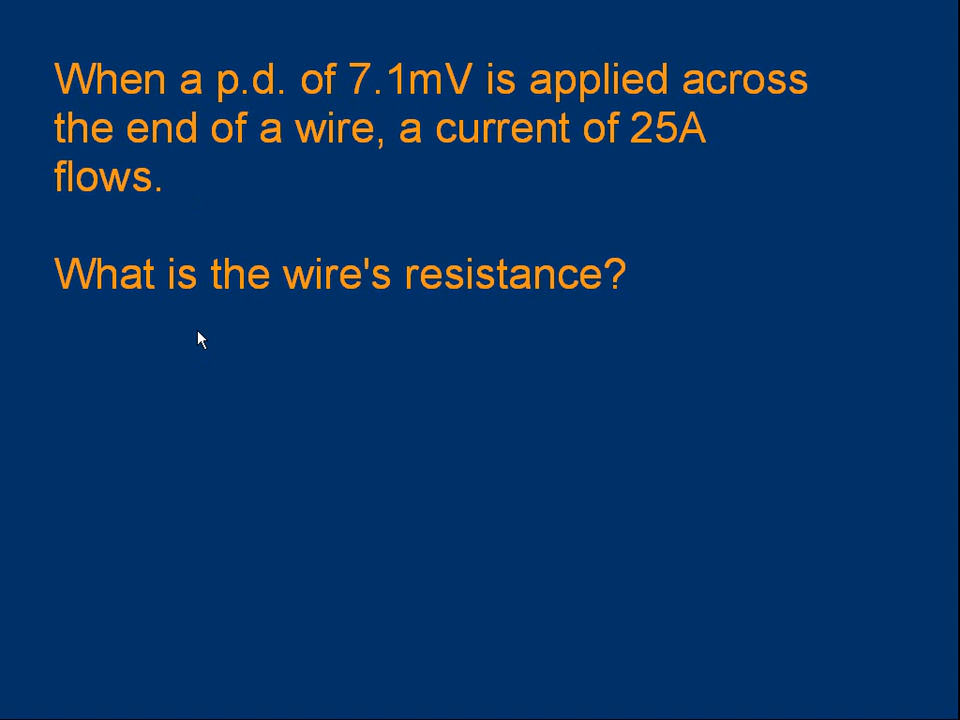 When a p.d. of 7.1mV is applied across
the end of a wire, a current of 25A
flows.
What is the wire's resistance?